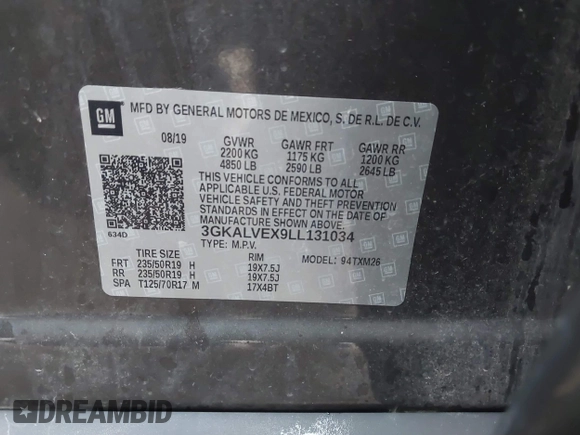 GM
MFD BY GENERAL MOTORS DE MEXICO, S. DE R.L. DE C.V.
08/19 GVWR GAWR FRT GAWR RR
2200 KG 1175 KG 1200 KG
4850 LB 2590 LB 2645 LB
THIS VEHICLE CONFORMS TO ALL
APPLICABLE U.S. FEDERAL MOTOR
VEHICLE SAFETY AND THEFT PREVENTION
STANDARDS IN EFFECT ON THE DATE OF
MANUFACTURE SHOWN ABOVE.
634D 3GKALVEX9LL131034
TYPE: M.P.V. MODEL: 94TXM26
TIRE SIZE RIM
FRT 235/50R19 H 19X7.5J
RR 235/50R19 H 19X7.5J
SPA T125/70R17 M 17X4BT
DREAMBID